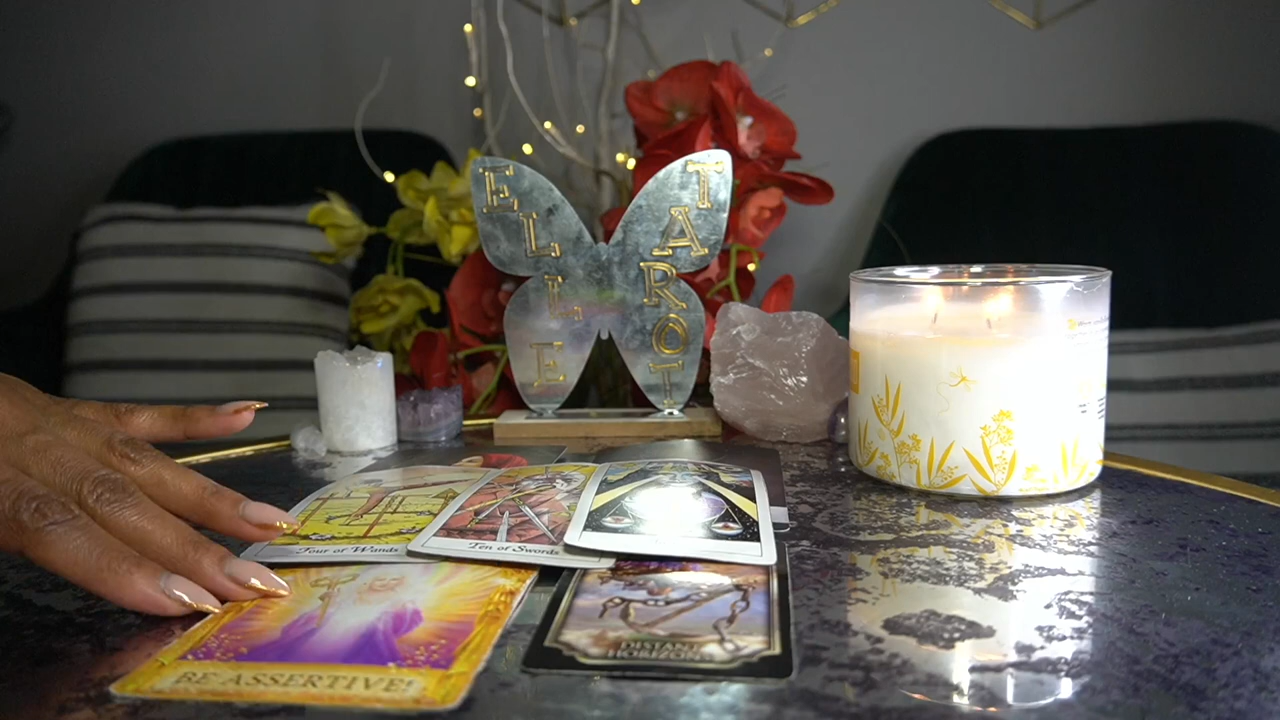 ELLE
TAROT
Four of Wands
Ten of Swords
BE ASSERTIVE!
DISTANT
HORIZONS